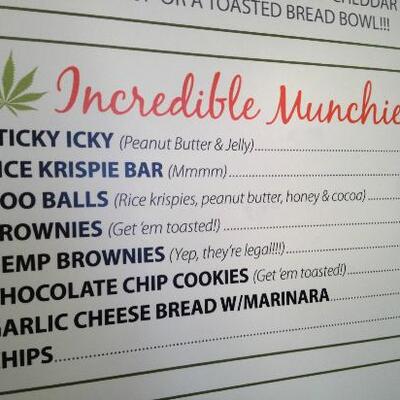 OR A TOASTED BREAD BOWL!!!
Incredible Munchie
TICKY ICKY (Peanut Butter & Jelly)
ICE KRISPIE BAR (Mmmm)
OO BALLS (Rice krispies, peanut butter, honey & cocoa)
ROWNIES (Get 'em toasted!)
EMP BROWNIES (Yep, they're legal!!!!)
HOCOLATE CHIP COOKIES (Get 'em toasted!)
GARLIC CHEESE BREAD W/MARINARA
HIPS